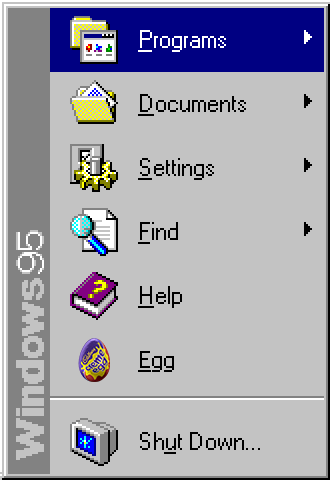 Programs
Documents
Settings
Find
Help
Egg
Shut Down...
Windows95